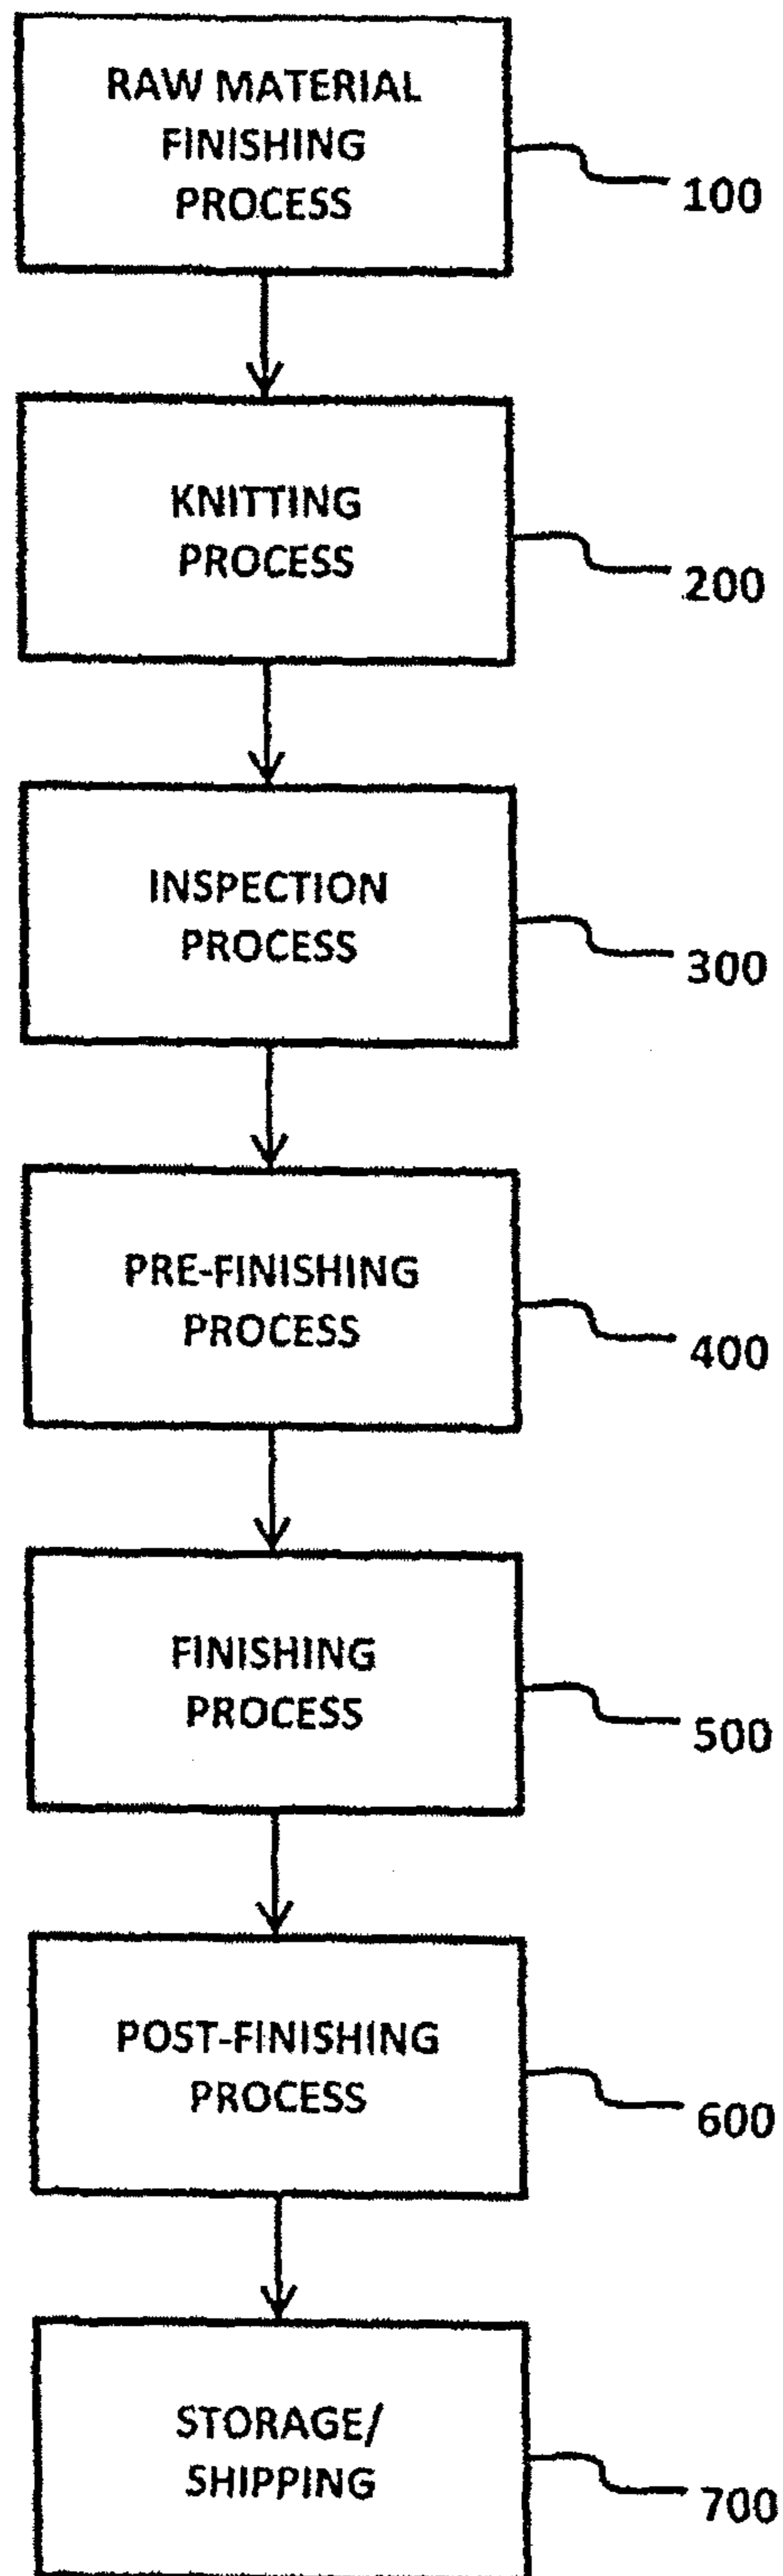 RAW MATERIAL
FINISHING
PROCESS
100
KNITTING
PROCESS
200
INSPECTION
PROCESS
300
PRE-FINISHING
PROCESS
400
FINISHING
PROCESS
500
POST-FINISHING
PROCESS
600
STORAGE/
SHIPPING
700